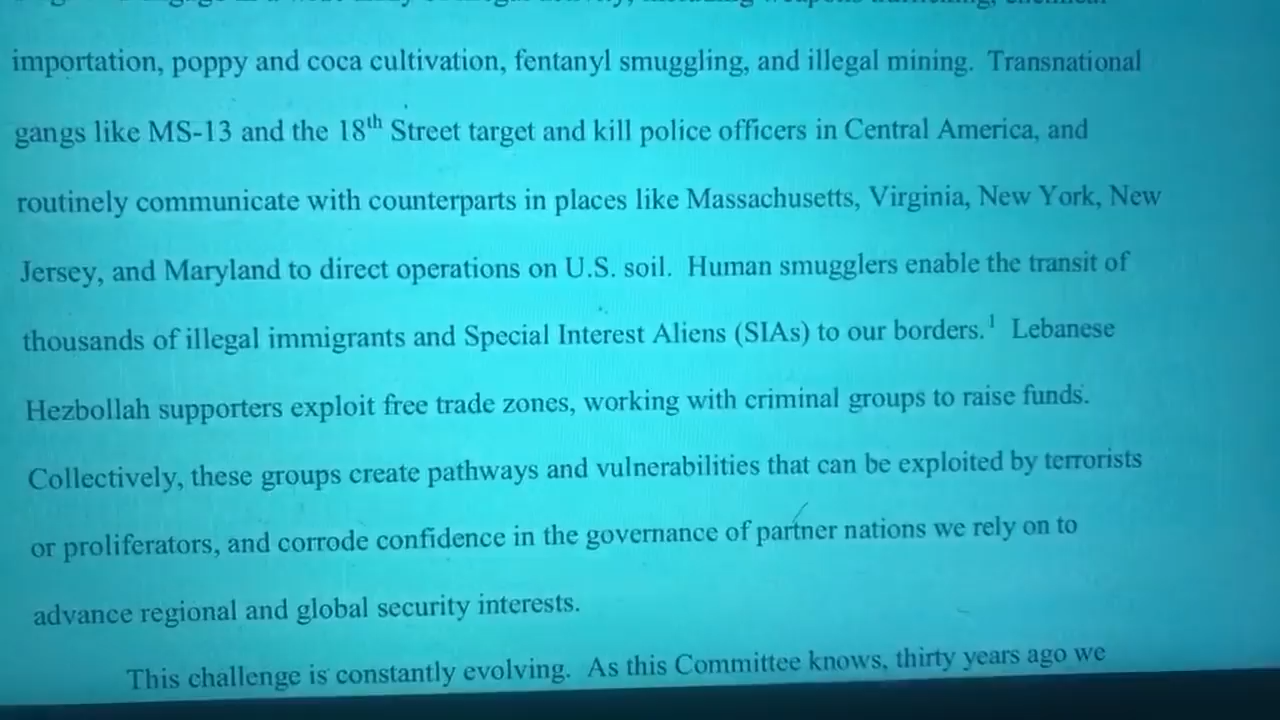 importation, poppy and coca cultivation, fentanyl smuggling, and illegal mining. Transnational
gangs like MS-13 and the 18th Street target and kill police officers in Central America, and
routinely communicate with counterparts in places like Massachusetts, Virginia, New York, New
Jersey, and Maryland to direct operations on U.S. soil. Human smugglers enable the transit of
thousands of illegal immigrants and Special Interest Aliens (SIAs) to our borders.1 Lebanese
Hezbollah supporters exploit free trade zones, working with criminal groups to raise funds.
Collectively, these groups create pathways and vulnerabilities that can be exploited by terrorists
or proliferators, and corrode confidence in the governance of partner nations we rely on to
advance regional and global security interests.
This challenge is constantly evolving. As this Committee knows, thirty years ago we